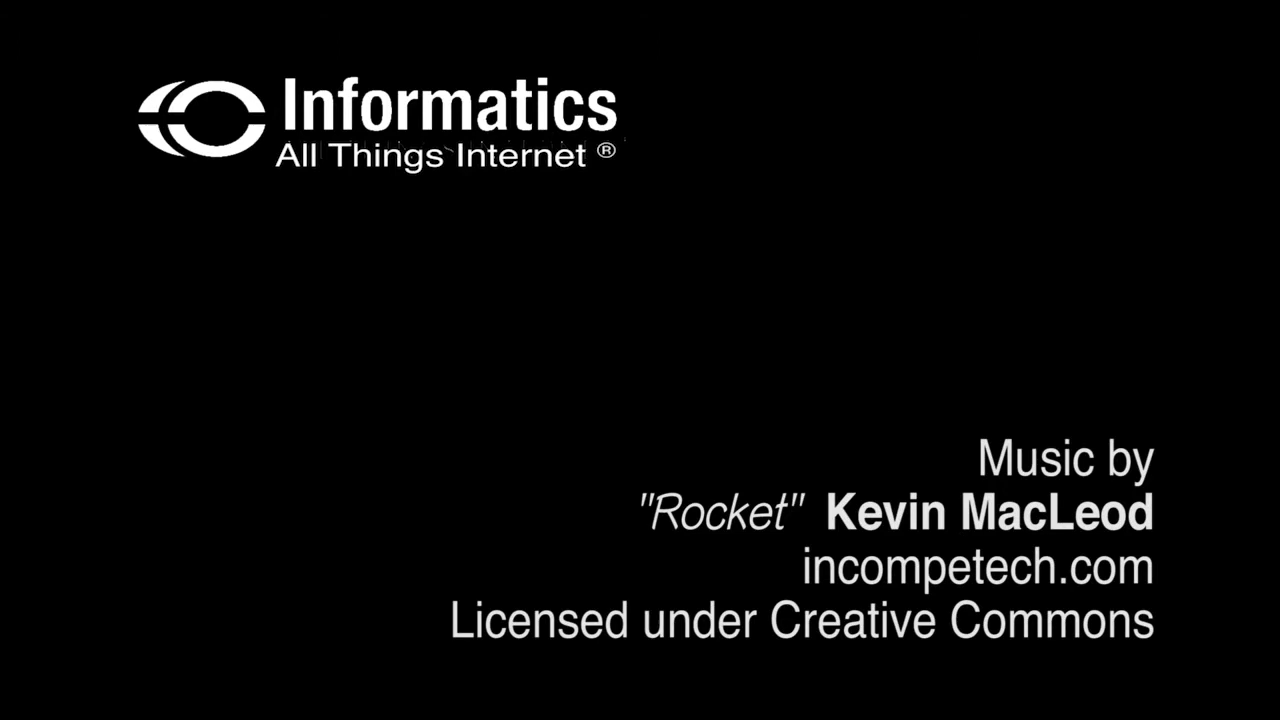 Informatics
All Things Internet ®
Music by
"Rocket" Kevin MacLeod
incompetech.com
Licensed under Creative Commons